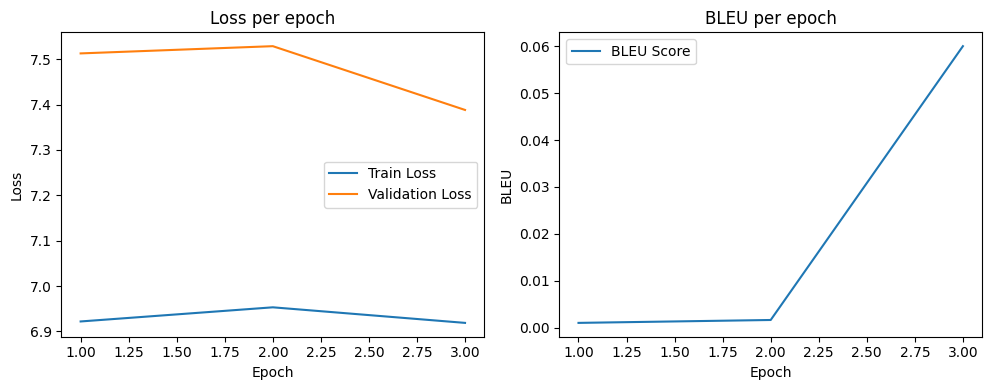 Loss per epoch
7.5
7.4
7.3
7.2
7.1
7.0
6.9
Loss
Train Loss
Validation Loss
1.00 1.25 1.50 1.75 2.00 2.25 2.50 2.75 3.00
Epoch
BLEU per epoch
BLEU Score
0.06
0.05
0.04
0.03
0.02
0.01
0.00
BLEU
1.00 1.25 1.50 1.75 2.00 2.25 2.50 2.75 3.00
Epoch